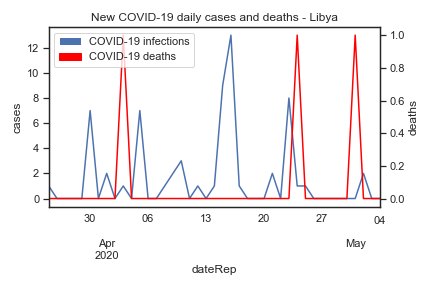 New COVID-19 daily cases and deaths - Libya
COVID-19 infections
COVID-19 deaths
12
10
8
6
4
2
0
cases
1.0
0.8
0.6
0.4
0.2
0.0
deaths
30 06 13 20 27 04
Apr May
2020
dateRep